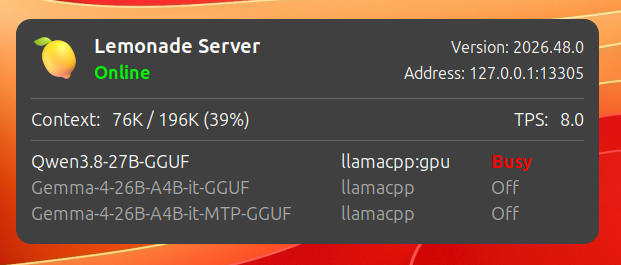 Lemonade Server
Version: 2026.48.0
Online
Address: 127.0.0.1:13305
Context: 76K / 196K (39%)
TPS: 8.0
Qwen3.8-27B-GGUF llamacpp:gpu Busy
Gemma-4-26B-A4B-it-GGUF llamacpp Off
Gemma-4-26B-A4B-it-MTP-GGUF llamacpp Off